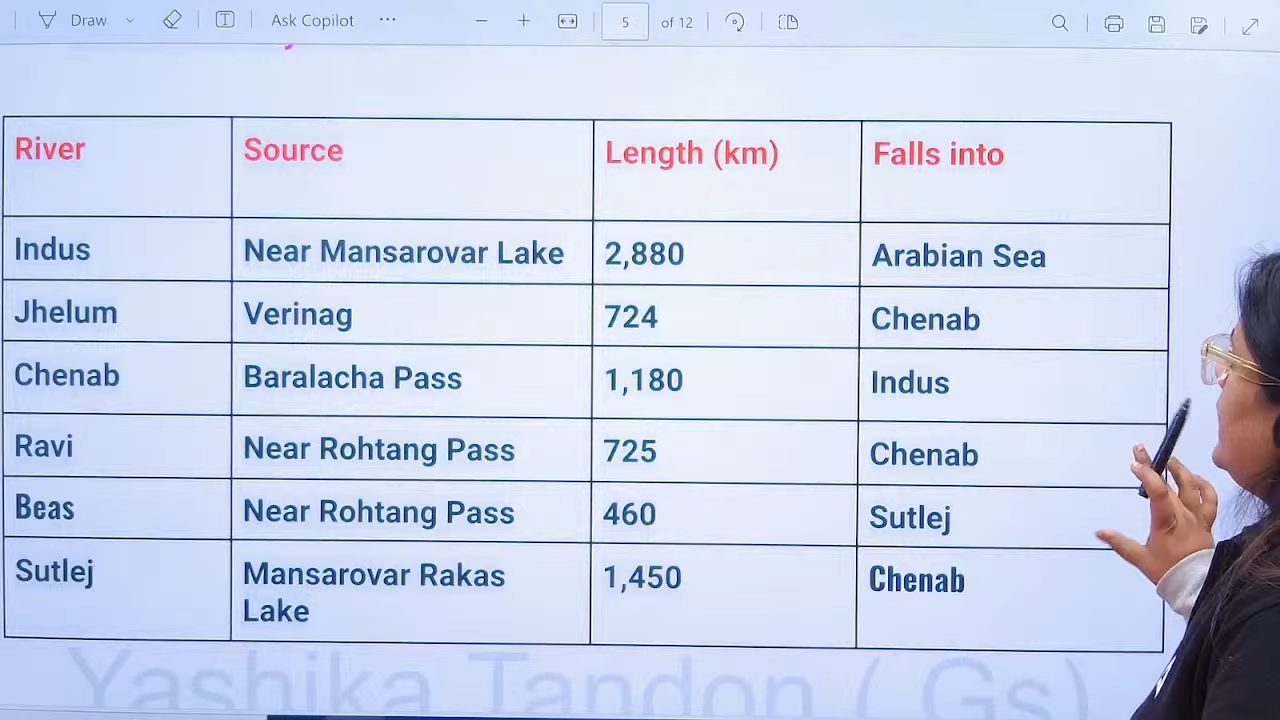 Draw
Ask Copilot
5 of 12
River Source Length (km) Falls into
Indus Near Mansarovar Lake 2,880 Arabian Sea
Jhelum Verinag 724 Chenab
Chenab Baralacha Pass 1,180 Indus
Ravi Near Rohtang Pass 725 Chenab
Beas Near Rohtang Pass 460 Sutlej
Sutlej Mansarovar Rakas 1,450 Chenab
Lake
Yashika Tandon ( Gs)